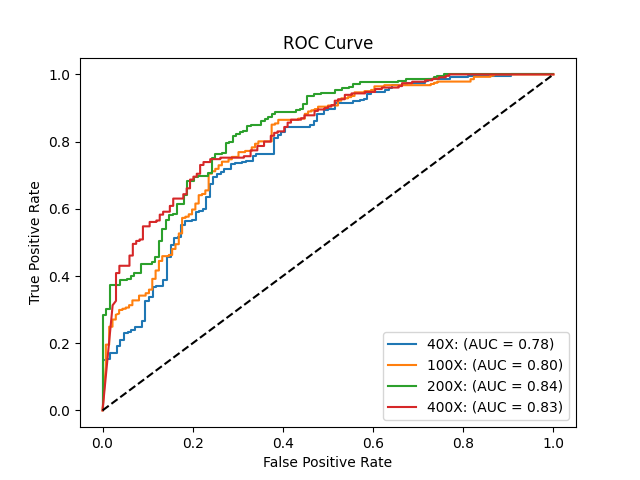 ROC Curve
True Positive Rate
1.0
0.8
0.6
0.4
0.2
0.0
40X: (AUC = 0.78)
100X: (AUC = 0.80)
200X: (AUC = 0.84)
400X: (AUC = 0.83)
0.0 0.2 0.4 0.6 0.8 1.0
False Positive Rate